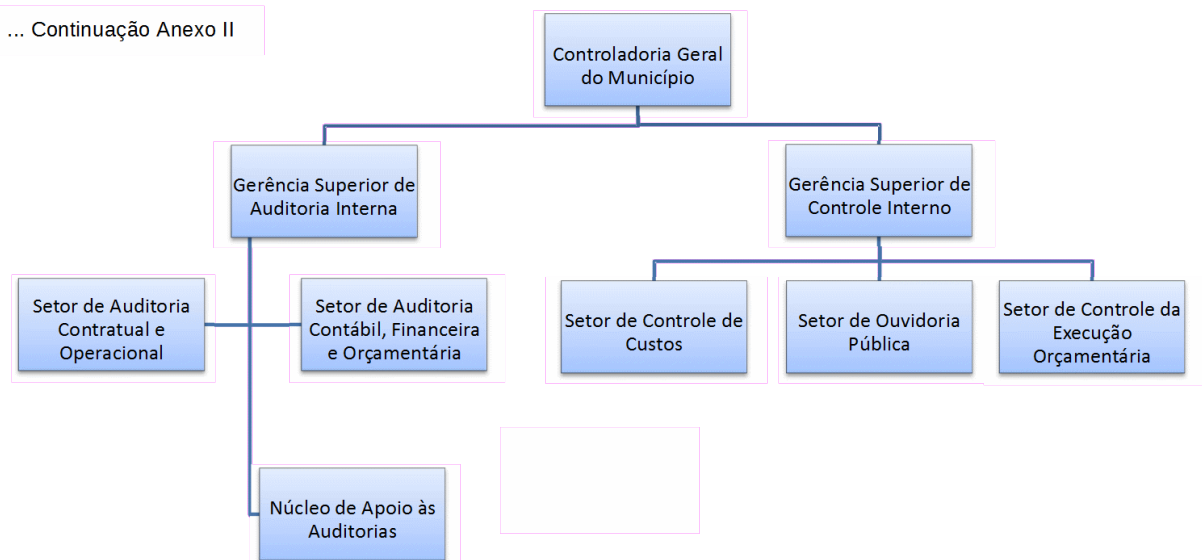 ... Continuação Anexo II
Controladoria Geral
do Município
Gerência Superior de
Auditoria Interna
Gerência Superior de
Controle Interno
Setor de Auditoria
Contratual e
Operacional
Setor de Auditoria
Contábil, Financeira
e Orçamentária
Setor de Controle de
Custos
Setor de Ouvidoria
Pública
Setor de Controle da
Execução
Orçamentária
Núcleo de Apoio às
Auditorias